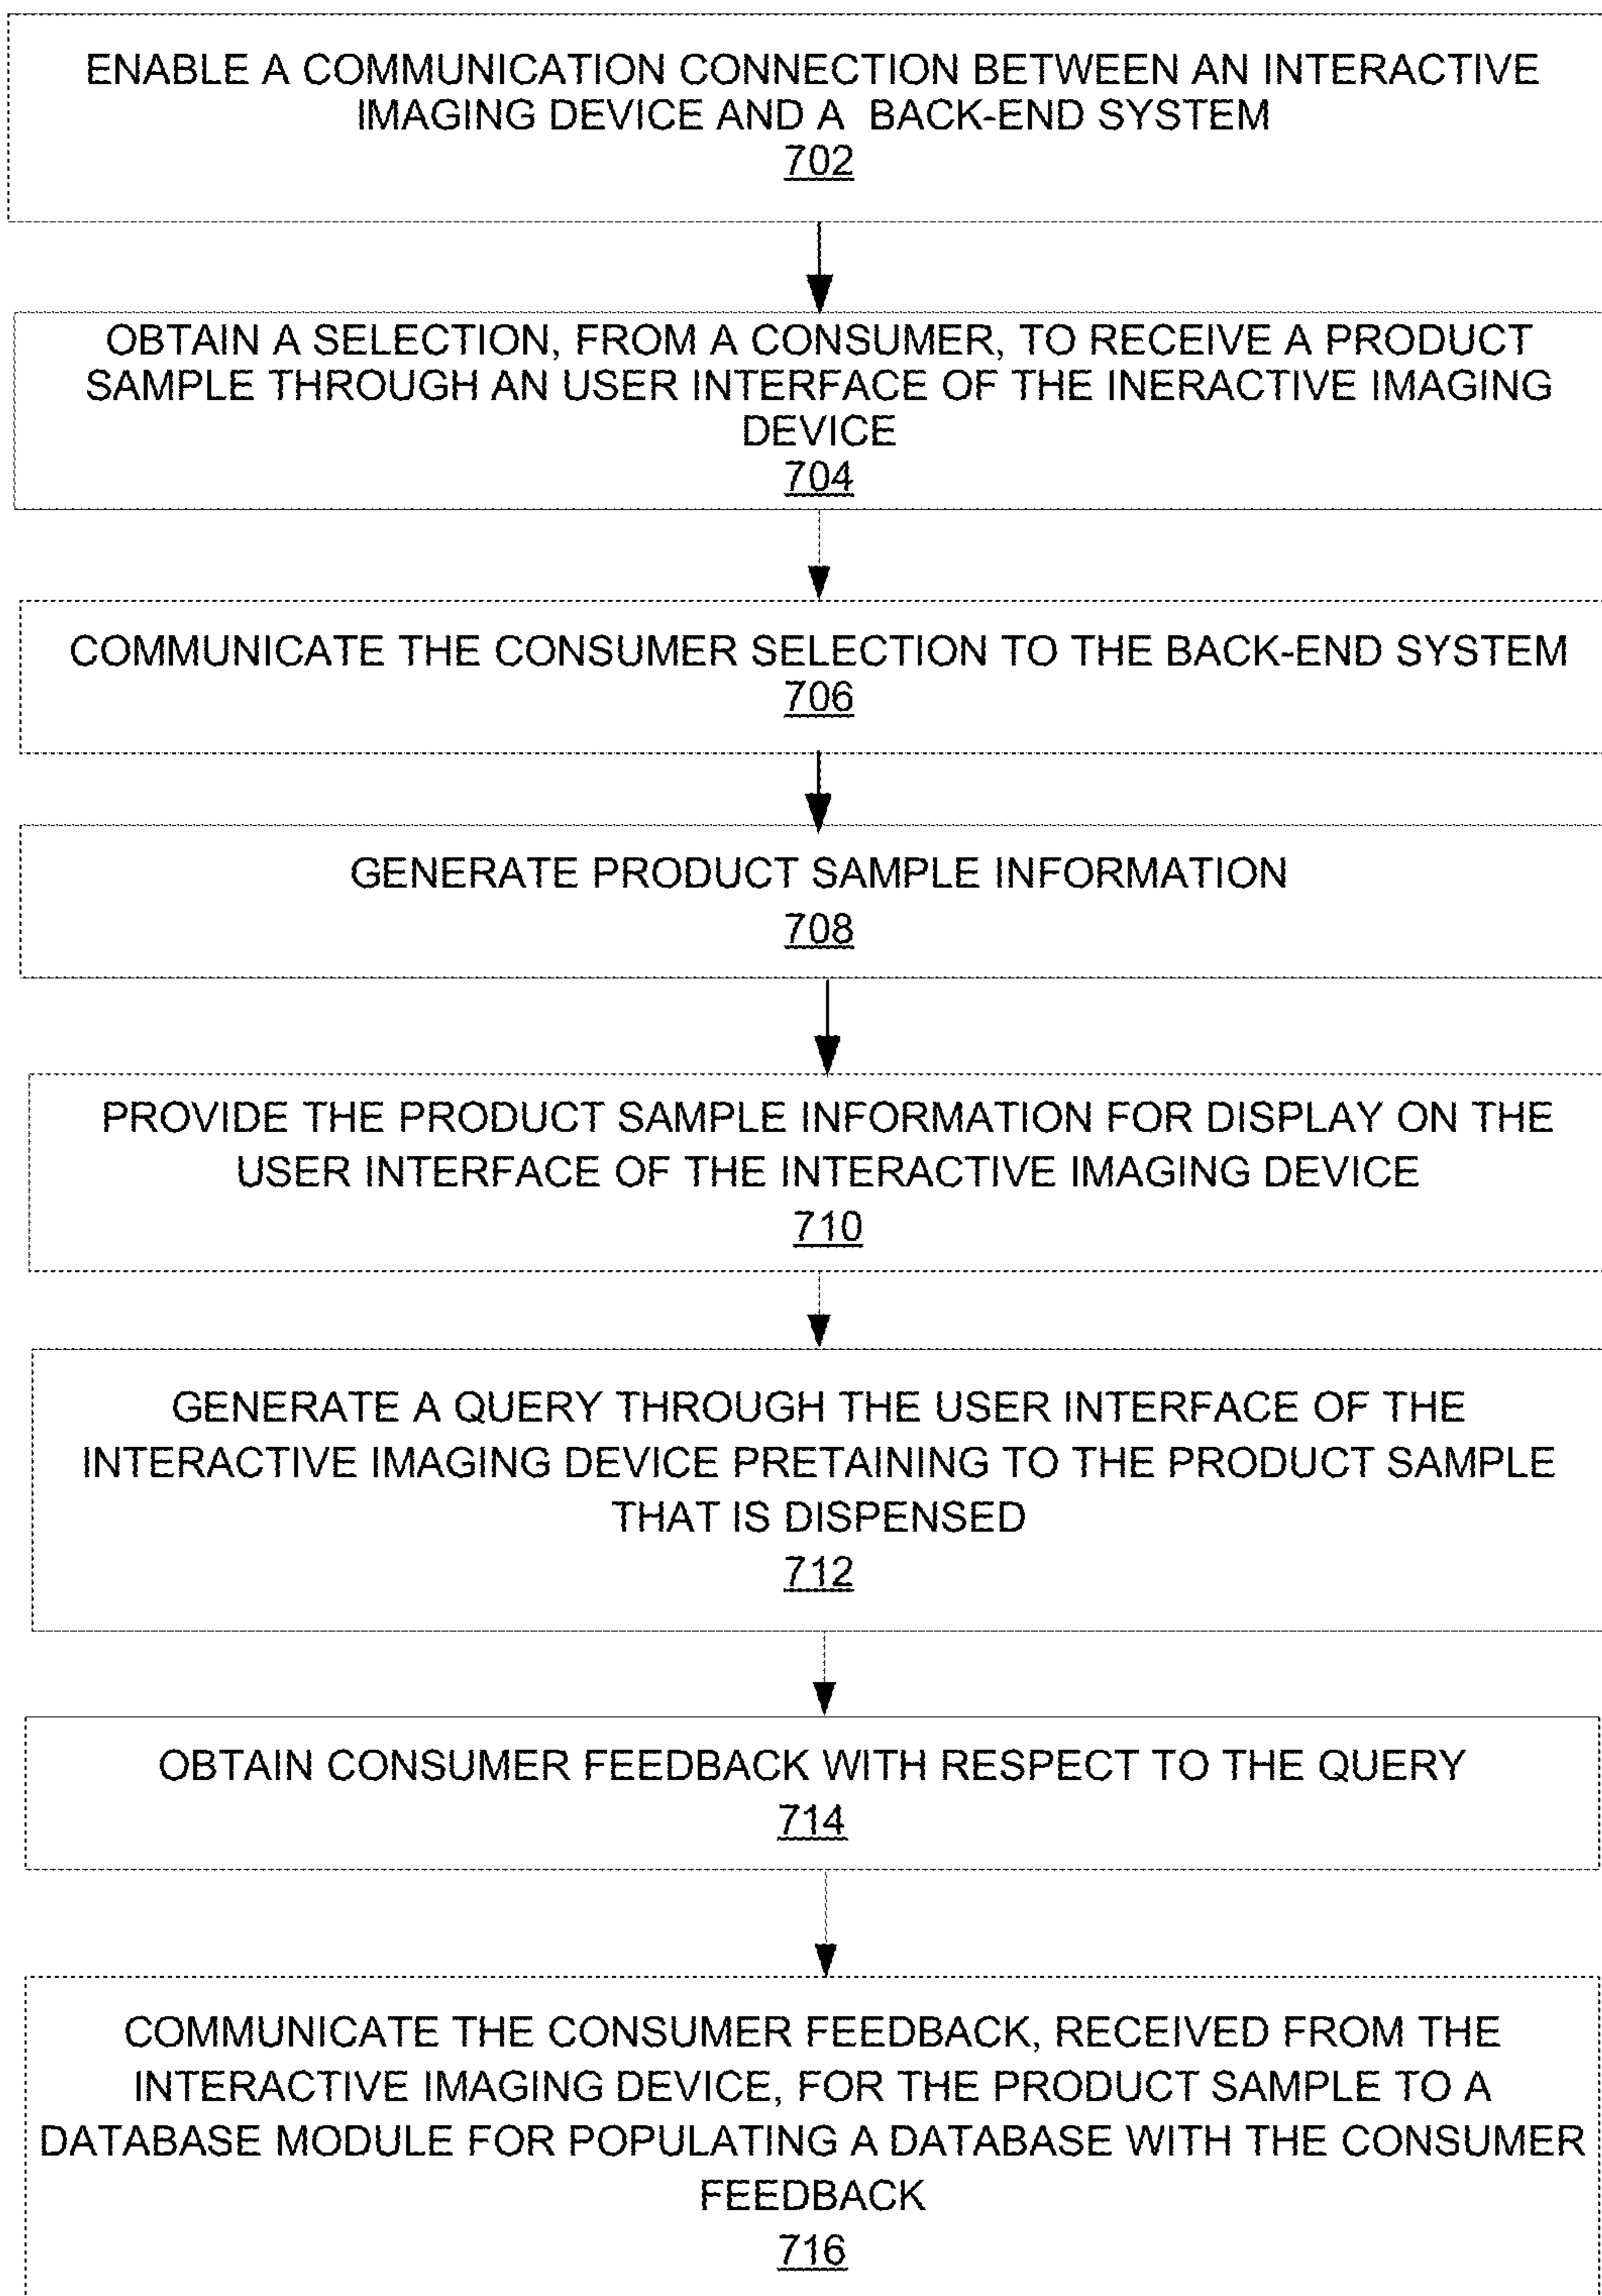 ENABLE A COMMUNICATION CONNECTION BETWEEN AN INTERACTIVE
IMAGING DEVICE AND A BACK-END SYSTEM
702
OBTAIN A SELECTION, FROM A CONSUMER, TO RECEIVE A PRODUCT
SAMPLE THROUGH AN USER INTERFACE OF THE INERACTIVE IMAGING
DEVICE
704
COMMUNICATE THE CONSUMER SELECTION TO THE BACK-END SYSTEM
706
GENERATE PRODUCT SAMPLE INFORMATION
708
PROVIDE THE PRODUCT SAMPLE INFORMATION FOR DISPLAY ON THE
USER INTERFACE OF THE INTERACTIVE IMAGING DEVICE
710
GENERATE A QUERY THROUGH THE USER INTERFACE OF THE
INTERACTIVE IMAGING DEVICE PRETAINING TO THE PRODUCT SAMPLE
THAT IS DISPENSED
712
OBTAIN CONSUMER FEEDBACK WITH RESPECT TO THE QUERY
714
COMMUNICATE THE CONSUMER FEEDBACK, RECEIVED FROM THE
INTERACTIVE IMAGING DEVICE, FOR THE PRODUCT SAMPLE TO A
DATABASE MODULE FOR POPULATING A DATABASE WITH THE CONSUMER
FEEDBACK
716